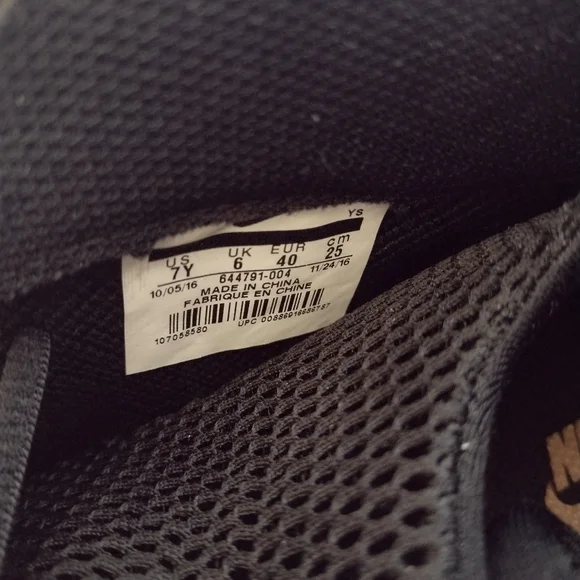 YS
US UK EUR cm
7Y 6 40 25
10/05/16 644791-004 11/24/16
MADE IN CHINA
FABRIQUE EN CHINE
107058580